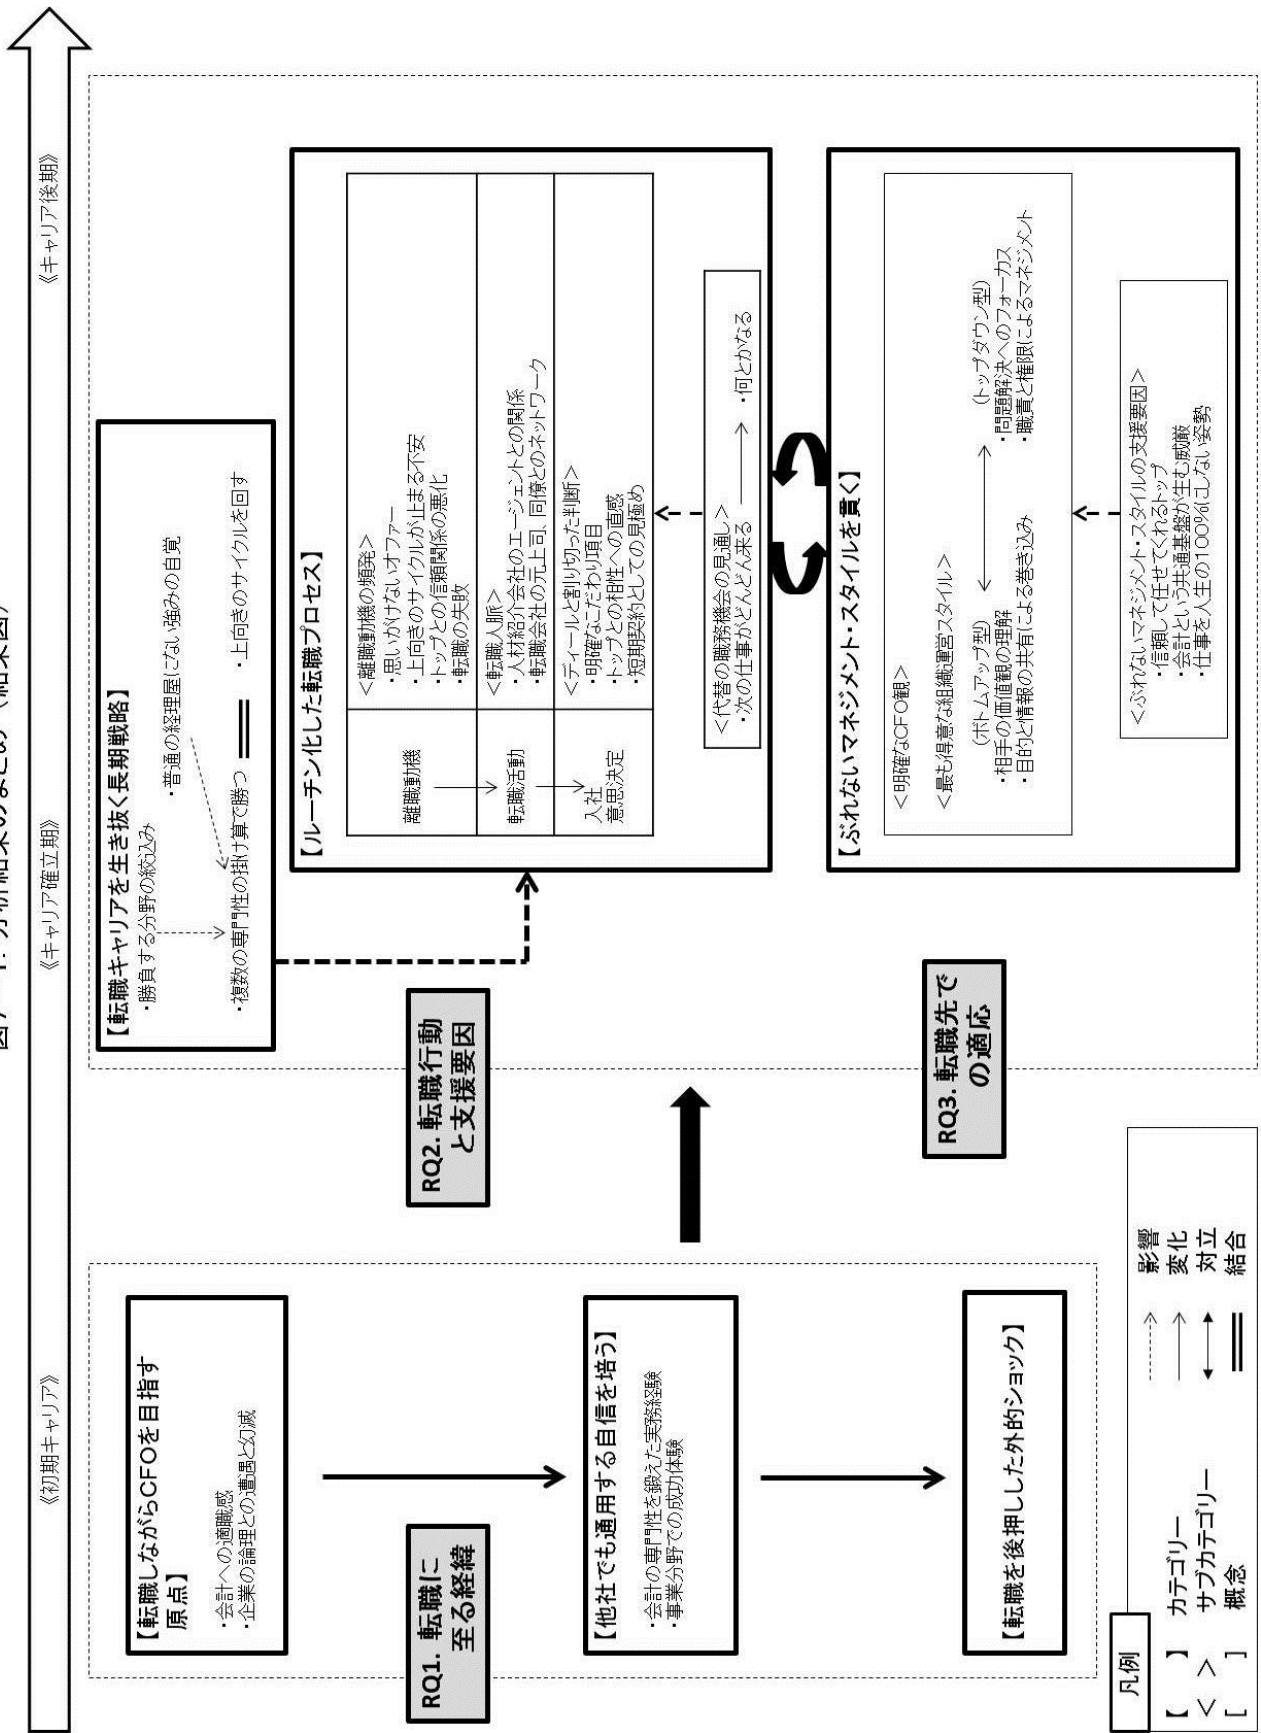 《初期キャリア》
《キャリア確立期》
《キャリア後期》
【転職しながらCFOを目指す
原点】
・会計への適職感
・企業の論理との遭遇と幻滅
RQ1. 転職に
至る経緯
【他社でも通用する自信を培う】
・会計の専門性を鍛えた実務経験
・事業分野での成功体験
【転職を後押しした外的ショック】
【転職キャリアを生き抜く長期戦略】
・勝負する分野の絞込み
・普通の経理屋にない強みの自覚
・複数の専門性の掛け算で勝つ
・上向きのサイクルを回す
RQ2. 転職行動
と支援要因
【ルーチン化した転職プロセス】
離職動機
<離職動機の頻発>
・思いがけないオファー
・上向きのサイクルが止まる不安
・トップとの信頼関係の悪化
・転職の失敗
転職活動
<転職人脈>
・人材紹介会社のエージェントとの関係
・転職会社の元上司、同僚とのネットワーク
入社
意思決定
<ディールと割り切った判断>
・明確なこだわり項目
・トップとの相性への直感
・短期契約としての見極め
<代替の職務機会の見通し>
・次の仕事がどんどん来る
・何とかなる
RQ3. 転職先で
の適応
【ぶれないマネジメント・スタイルを貫く】
<明確なCFO観>
<最も得意な組織運営スタイル>
(ボトムアップ型)
・相手の価値観の理解
・目的と情報の共有による巻き込み
(トップダウン型)
・問題解決へのフォーカス
・職責と権限によるマネジメント
<ぶれないマネジメント・スタイルの支援要因>
・信頼して任せてくれるトップ
・会計という共通基盤が生む威厳
・仕事を人生の100%にしない姿勢
凡例
【 】 カテゴリー
< > サブカテゴリー
[ ] 概念
影響
変化
対立
結合